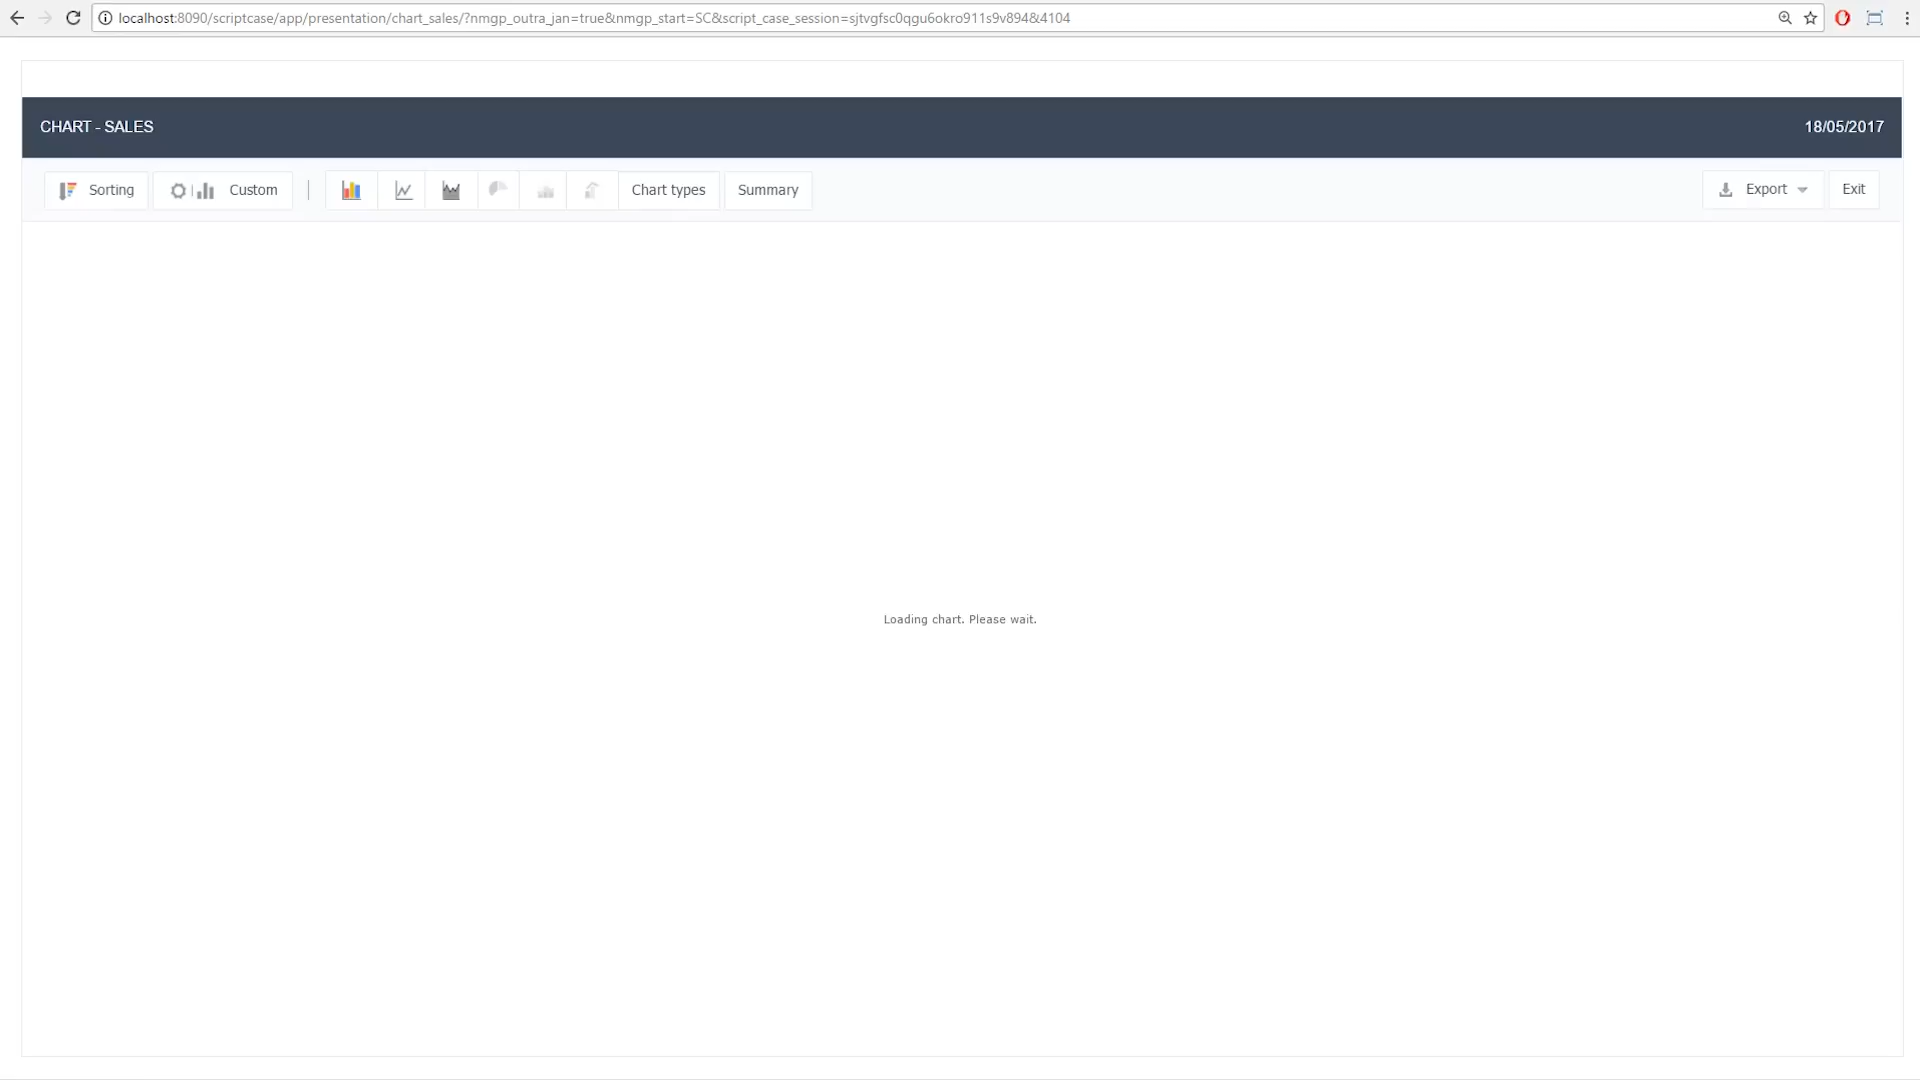 localhost:8090/scriptcase/app/presentation/chart_sales/?nmgp_outra_jan=true&nmgp_start=SC&script_case_session=sjtvgfsc0qgu6okro911s9v894&4104
CHART - SALES 18/05/2017
Sorting Custom Chart types Summary Export Exit
Loading chart. Please wait.